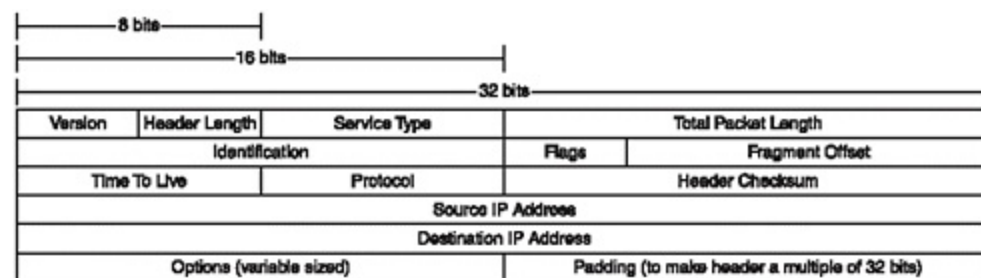 8 bits
16 bits
32 bits
Version Header Length Service Type Total Packet Length
Identification Flags Fragment Offset
Time To Live Protocol Header Checksum
Source IP Address
Destination IP Address
Options (variable sized) Padding (to make header a multiple of 32 bits)